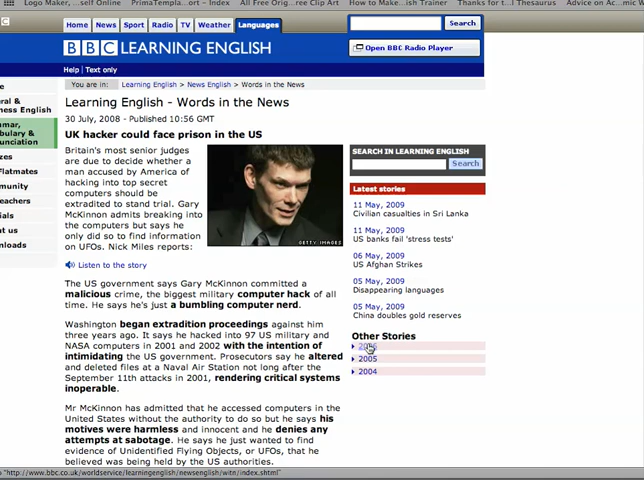 Logo Maker, ...ub Online
PrimaTempla...ort – Index
All Free Orig...ree Clip Art
How to Make...ish Trainer
Thanks for t...l Thesaurus
Advice on Ac...mic W
Home News Sport Radio TV Weather Languages
Search
BBC LEARNING ENGLISH
Open BBC Radio Player
Help | Text only
You are in: Learning English > News English > Words in the News
Learning English - Words in the News
30 July, 2008 - Published 10:56 GMT
UK hacker could face prison in the US
Britain's most senior judges
are due to decide whether a
man accused by America of
hacking into top secret
computers should be
extradited to stand trial. Gary
McKinnon admits breaking into
the computers but says he
only did so to find information
on UFOs. Nick Miles reports:
GETTY IMAGES
Listen to the story
The US government says Gary McKinnon committed a
malicious crime, the biggest military computer hack of all
time. He says he's just a bumbling computer nerd.
Washington began extradition proceedings against him
three years ago. It says he hacked into 97 US military and
NASA computers in 2001 and 2002 with the intention of
intimidating the US government. Prosecutors say he altered
and deleted files at a Naval Air Station not long after the
September 11th attacks in 2001, rendering critical systems
inoperable.
Mr McKinnon has admitted that he accessed computers in the
United States without the authority to do so but he says his
motives were harmless and innocent and he denies any
attempts at sabotage. He says he just wanted to find
evidence of Unidentified Flying Objects, or UFOs, that he
believed was being held by the US authorities.
SEARCH IN LEARNING ENGLISH
Search
Latest stories
11 May, 2009
Civilian casualties in Sri Lanka
11 May, 2009
US banks fail 'stress tests'
06 May, 2009
US Afghan Strikes
05 May, 2009
Disappearing languages
05 May, 2009
China doubles gold reserves
Other Stories
2005
2004
"http://www.bbc.co.uk/worldservice/learningenglish/newsenglish/witn/index.shtml"